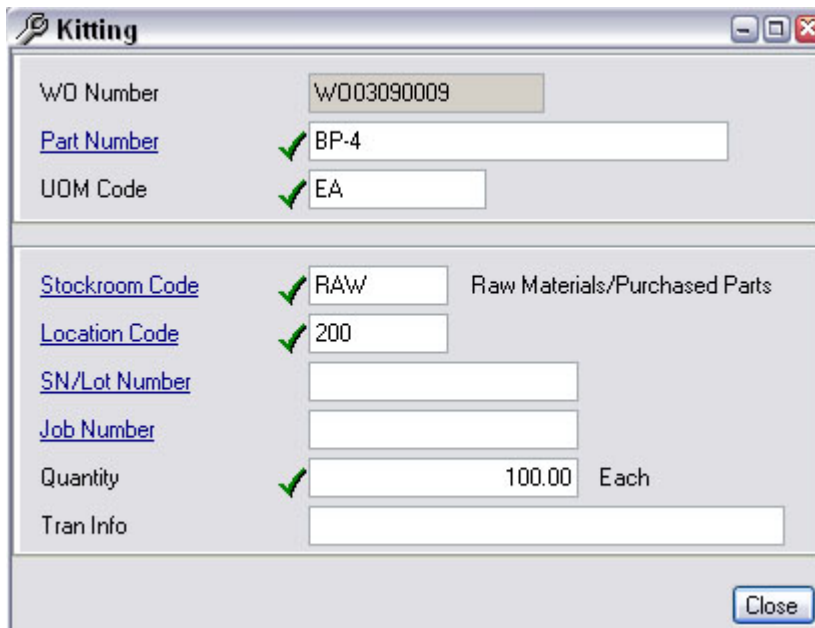 Kitting
WO Number WO03090009
Part Number BP-4
UOM Code EA
Stockroom Code RAW Raw Materials/Purchased Parts
Location Code 200
SN/Lot Number
Job Number
Quantity 100.00 Each
Tran Info
Close